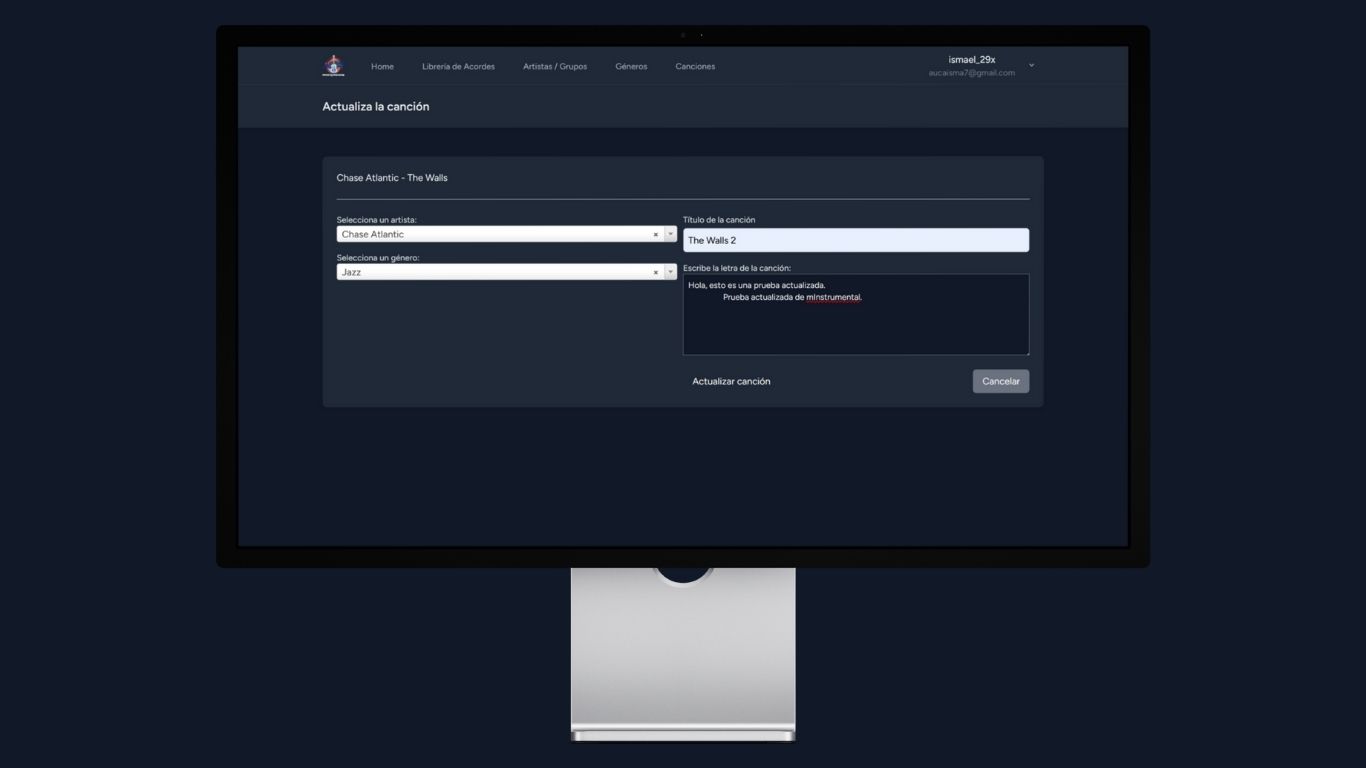 Home
Librería de Acordes
Artistas / Grupos
Géneros
Canciones
ismael_29x
aucaisma7@gmail.com
Actualiza la canción
Chase Atlantic - The Walls
Selecciona un artista:
Chase Atlantic
×
Selecciona un género:
Jazz
×
Título de la canción
The Walls 2
Escribe la letra de la canción:
Hola, esto es una prueba actualizada.
Prueba actualizada de mInstrumental.
Actualizar canción
Cancelar